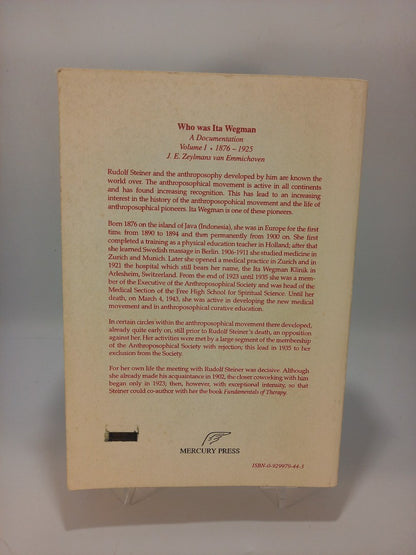 Who was Ita Wegman
A Documentation
Volume I • 1876 – 1925
J. E. Zeylmans van Emmichoven
Rudolf Steiner and the anthroposophy developed by him are known the
world over. The anthroposophical movement is active in all continents
and has found increasing recognition. This has lead to an increasing
interest in the history of the anthroposophical movement and the life of
anthroposophical pioneers. Ita Wegman is one of these pioneers.
Born 1876 on the island of Java (Indonesia), she was in Europe for the first
time from 1890 to 1894 and then permanently from 1900 on. She first
completed a training as a physical education teacher in Holland; after that
she learned Swedish massage in Berlin. 1906-1911 she studied medicine in
Zurich and Munich. Later she opened a medical practice in Zurich and in
1921 the hospital which still bears her name, the Ita Wegman Klinik in
Arlesheim, Switzerland. From the end of 1923 until 1935 she was a mem-
ber of the Executive of the Anthroposophical Society and was head of the
Medical Section of the Free High School for Spiritual Science. Until her
death, on March 4, 1943, she was active in developing the new medical
movement and in anthroposophical curative education.
In certain circles within the anthroposophical movement there developed,
already quite early on, still prior to Rudolf Steiner's death, an opposition
against her. Her activities were met by a large segment of the membership
of the Anthroposophical Society with rejection; this lead in 1935 to her
exclusion from the Society.
For her own life the meeting with Rudolf Steiner was decisive. Although
she already made his acquaintance in 1902, the closer coworking with him
began only in 1923; then, however, with exceptional intensity, so that
Steiner could co-author with her the book Fundamentals of Therapy.
MERCURY PRESS
ISBN-0-929979-44-3